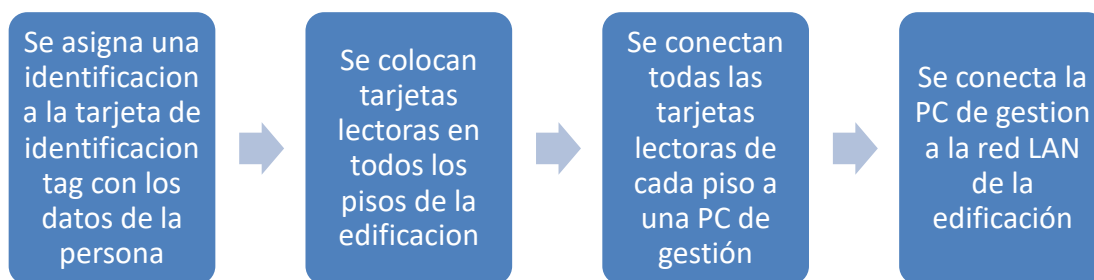 Se asigna una
identificacion
a la tarjeta de
identificacion
tag con los
datos de la
persona
Se colocan
tarjetas
lectoras en
todos los
pisos de la
edificacion
Se conectan
todas las
tarjetas
lectoras de
cada piso a
una PC de
gestión
Se conecta la
PC de gestion
a la red LAN
de la
edificación